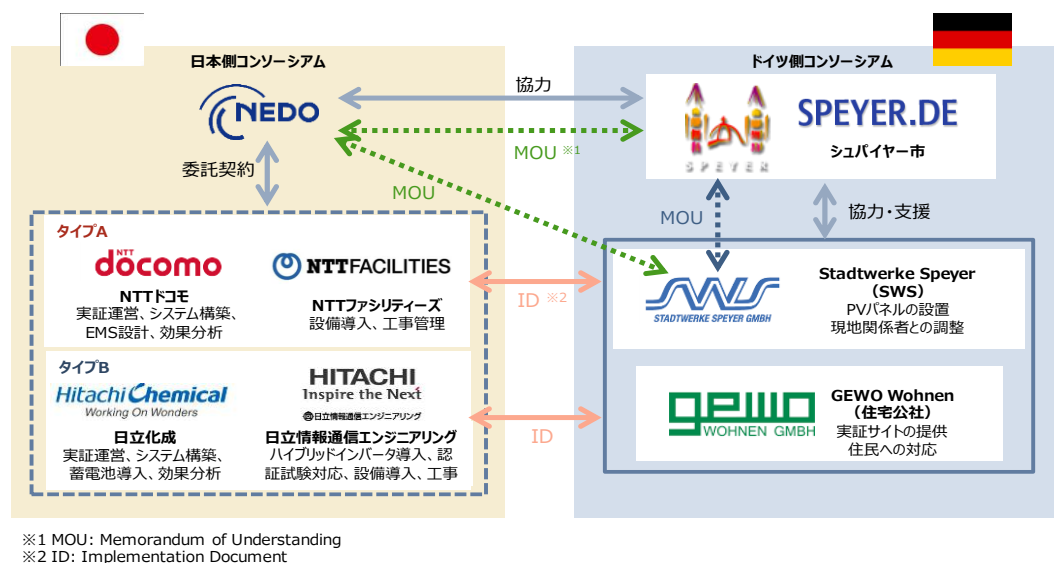 日本側コンソーシアム
NEDO
委託契約
協力
MOU ※1
MOU
ドイツ側コンソーシアム
SPEYER
SPEYER.DE
シュパイヤー市
MOU
協力・支援
タイプA
NTT
döcomo
NTTドコモ
実証運営、システム構築、
EMS設計、効果分析
NTTFACILITIES
NTTファシリティーズ
設備導入、工事管理
ID ※2
SWS
STADTWERKE SPEYER GMBH
Stadtwerke Speyer
（SWS）
PVパネルの設置
現地関係者との調整
タイプB
Hitachi Chemical
Working On Wonders
日立化成
実証運営、システム構築、
蓄電池導入、効果分析
HITACHI
Inspire the Next
日立情報通信エンジニアリング
日立情報通信エンジニアリング
ハイブリッドインバータ導入、認
証試験対応、設備導入、工事
ID
gewo
WOHNEN GMBH
GEWO Wohnen
（住宅公社）
実証サイトの提供
住民への対応
※1 MOU: Memorandum of Understanding
※2 ID: Implementation Document